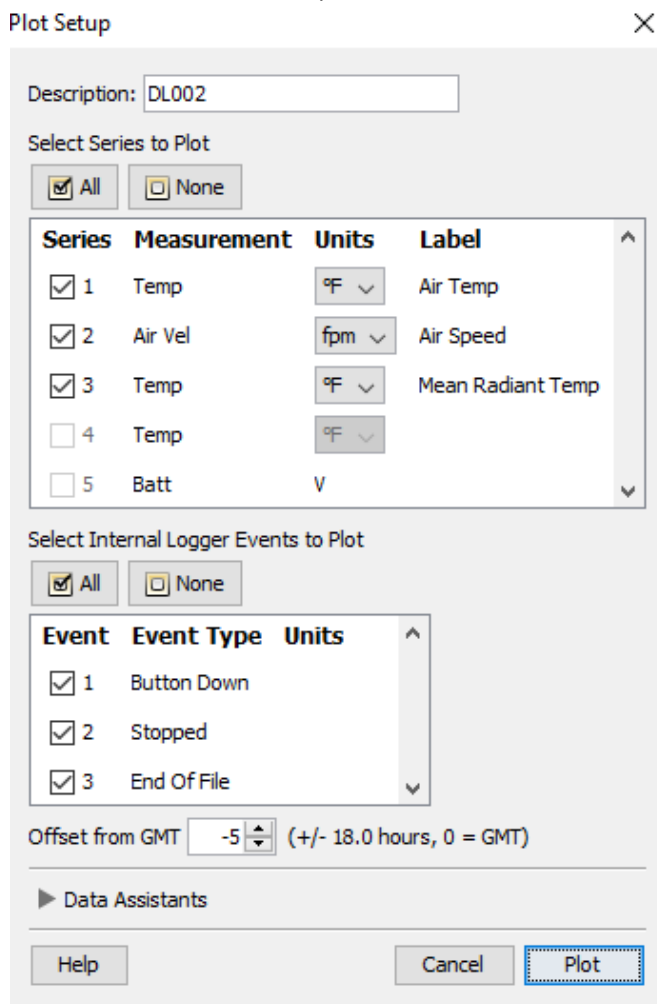 Plot Setup
Description: DL002
Select Series to Plot
All None
Series Measurement Units Label
1 Temp °F Air Temp
2 Air Vel fpm Air Speed
3 Temp °F Mean Radiant Temp
4 Temp °F
5 Batt V
Select Internal Logger Events to Plot
All None
Event Event Type Units
1 Button Down
2 Stopped
3 End Of File
Offset from GMT -5 (+/- 18.0 hours, 0 = GMT)
Data Assistants
Help Cancel Plot